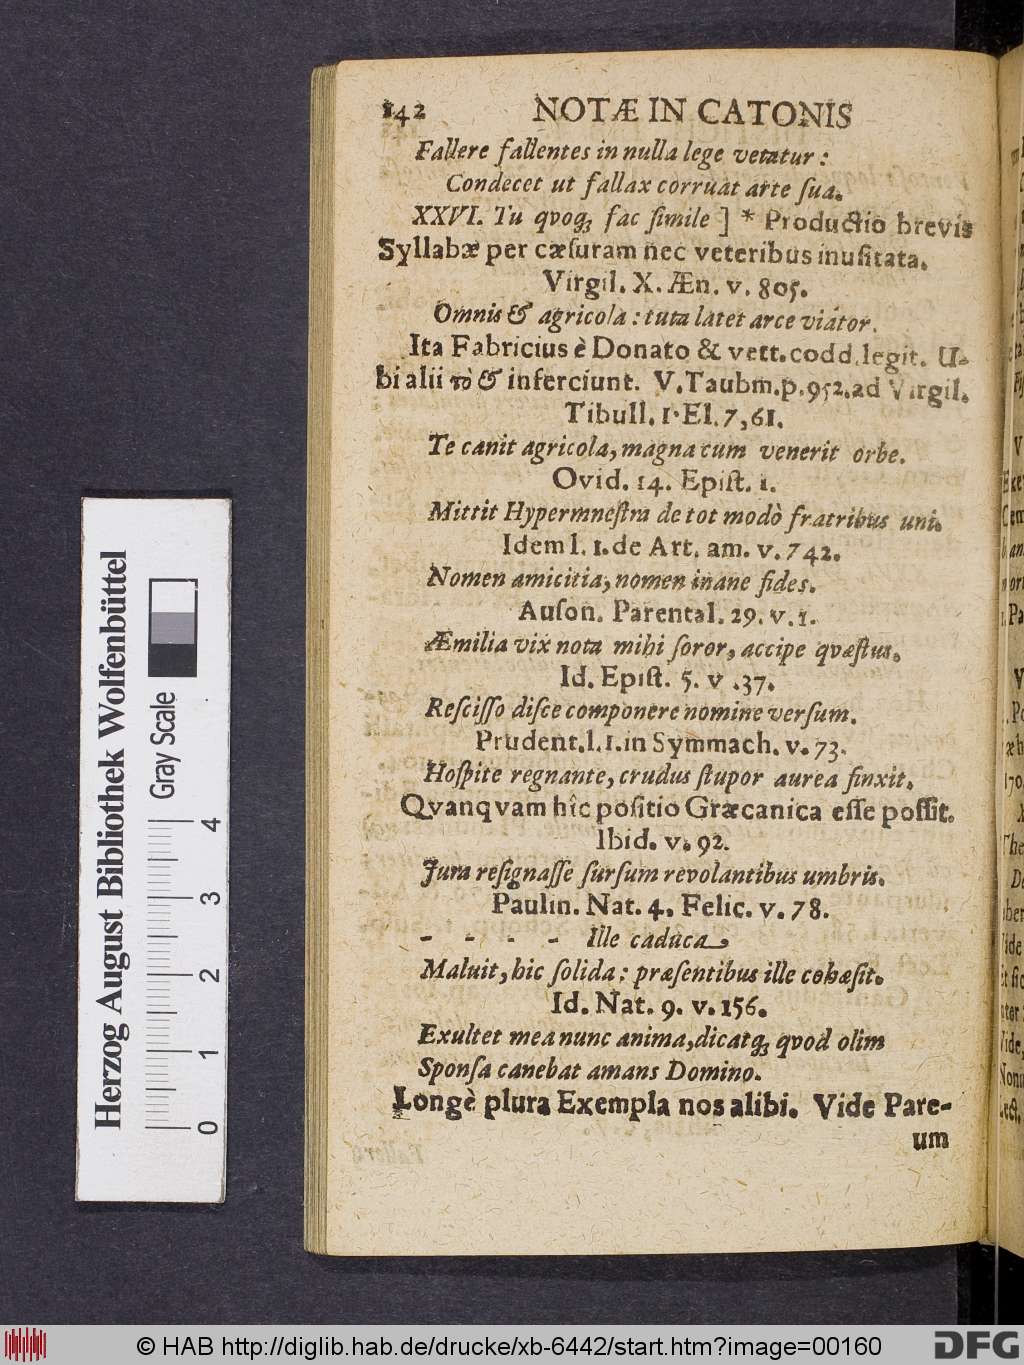 142 NOTÆ IN CATONIS
Fallere fallentes in nulla lege vetatur:
Condecet ut fallax corruat arte ſua.
XXVI. Tu qvoqꝫ fac ſimile ] * Productio brevis
Syllabæ per cæſuram nec veteribus inuſitata.
Virgil. X. Æn. v. 805.
Omnis & agricola: tuta latet arce viátor.
Ita Fabricius è Donato & vett. codd. legit. U-
bi alii τὸ & inferciunt. V. Taubm. p. 952. ad Virgil.
Tibull. 1. El. 7, 61.
Te canit agricola, magna cum venerit orbe.
Ovid. 14. Epiſt. 1.
Mittit Hypermneſtra de tot modò fratribus uni.
Idem l. 1. de Art. am. v. 742.
Nomen amicitia, nomen inane fides.
Auſon. Parental. 29. v. 1.
Æmilia vix nota mihi ſoror, accipe qvæſtus.
Id. Epiſt. 5. v. 37.
Reſciſſo diſce componere nomine verſum.
Prudent. l. 1. in Symmach. v. 73.
Hoſpite regnante, crudus ſtupor aurea finxit.
Qvanqvam hîc poſitio Græcanica eſſe poſſit.
Ibid. v. 92.
Jura reſignaſſe ſurſum revolantibus umbris.
Paulin. Nat. 4. Felic. v. 78.
- - - - Ille caduca,
Maluit, hic ſolida: præſentibus ille cohæſit.
Id. Nat. 9. v. 156.
Exultet mea nunc anima, dicatqꝫ qvod olim
Sponſa canebat amans Domino.
Longè plura Exempla nos alibi. Vide Pare-
um
Herzog August Bibliothek Wolfenbüttel
Gray Scale
0 1 2 3 4
© HAB http://diglib.hab.de/drucke/xb-6442/start.htm?image=00160
DFG